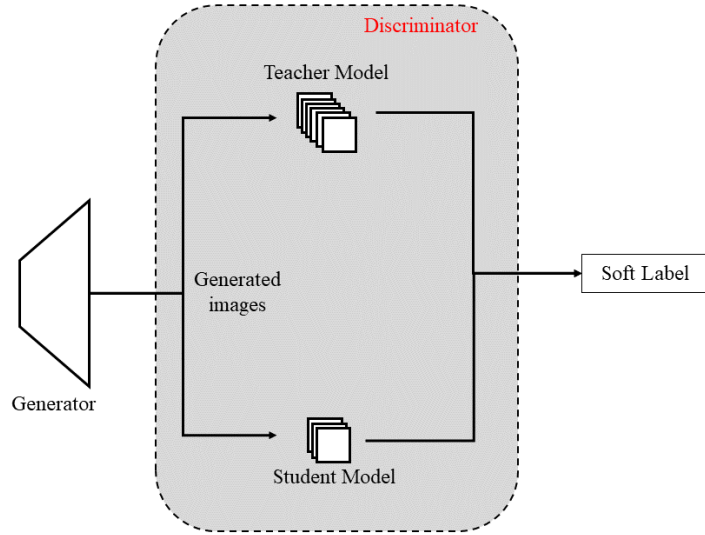 Discriminator
Teacher Model
Generated
images
Soft Label
Generator
Student Model